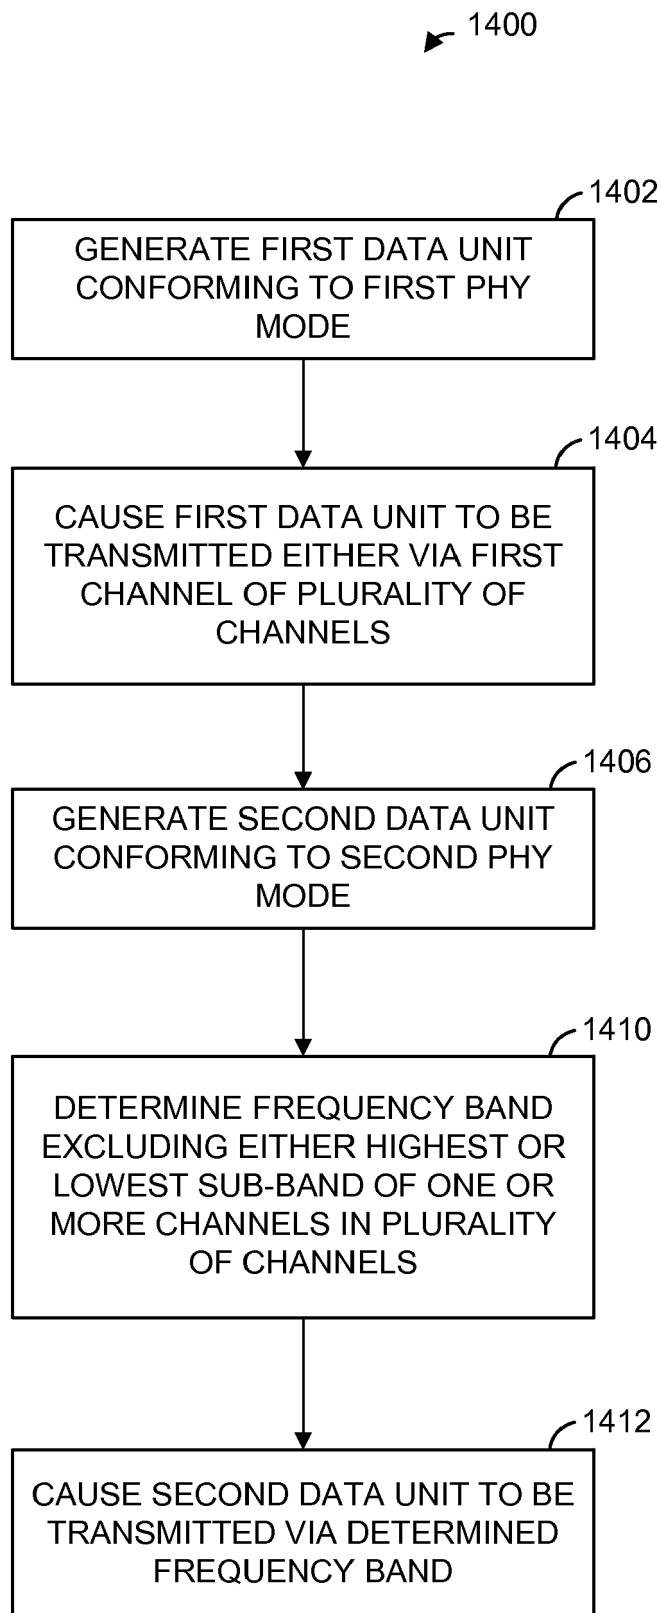 1400
1402
GENERATE FIRST DATA UNIT
CONFORMING TO FIRST PHY
MODE
1404
CAUSE FIRST DATA UNIT TO BE
TRANSMITTED EITHER VIA FIRST
CHANNEL OF PLURALITY OF
CHANNELS
1406
GENERATE SECOND DATA UNIT
CONFORMING TO SECOND PHY
MODE
1410
DETERMINE FREQUENCY BAND
EXCLUDING EITHER HIGHEST OR
LOWEST SUB-BAND OF ONE OR
MORE CHANNELS IN PLURALITY
OF CHANNELS
1412
CAUSE SECOND DATA UNIT TO BE
TRANSMITTED VIA DETERMINED
FREQUENCY BAND